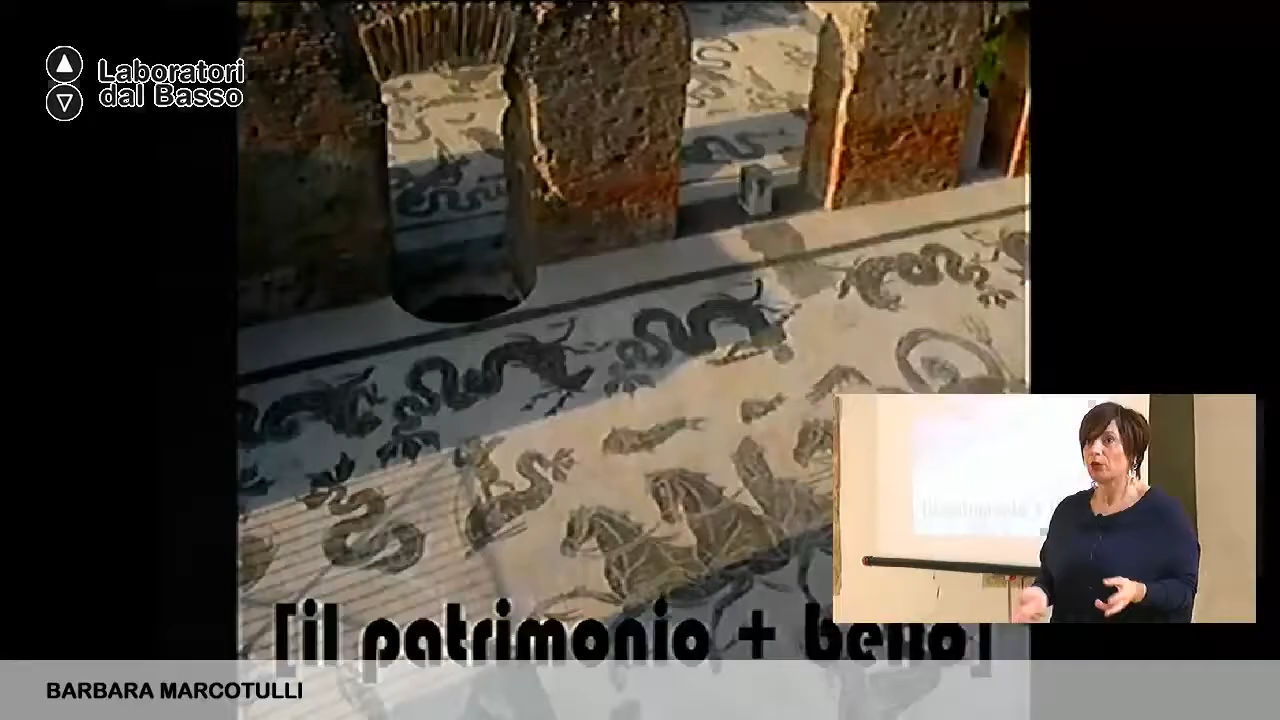 Laboratori
dal Basso
[il patrimonio + bello]
BARBARA MARCOTULLI